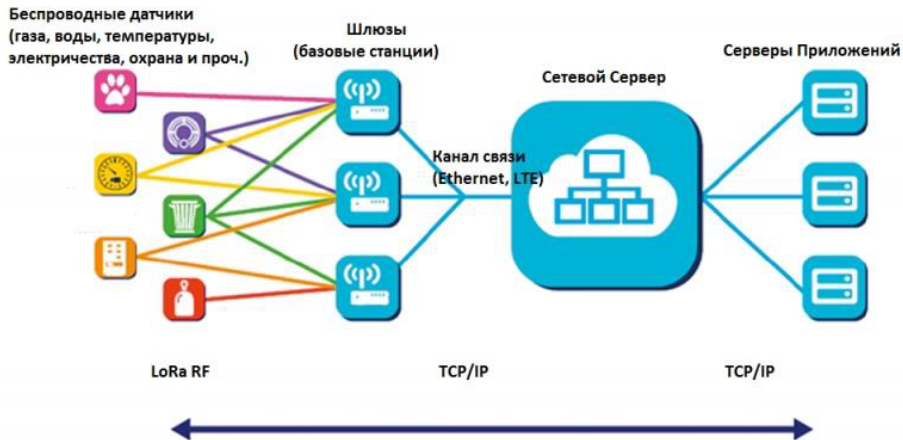 Беспроводные датчики
(газа, воды, температуры,
электричества, охрана и проч.)
Шлюзы
(базовые станции)
Сетевой Сервер
Серверы Приложений
Канал связи
(Ethernet, LTE)
LoRa RF
TCP/IP
TCP/IP